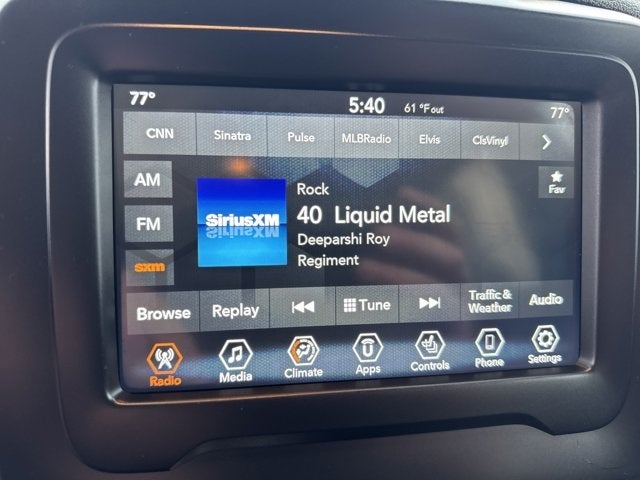 77° 5:40 61 °F out 77°
CNN Sinatra Pulse MLBRadio Elvis ClsVinyl
AM
FM
sxm
SiriusXM
Rock
40 Liquid Metal
Deeparshi Roy
Regiment
Fav
Browse Replay Tune Traffic & Weather Audio
Radio Media Climate Apps Controls Phone Settings